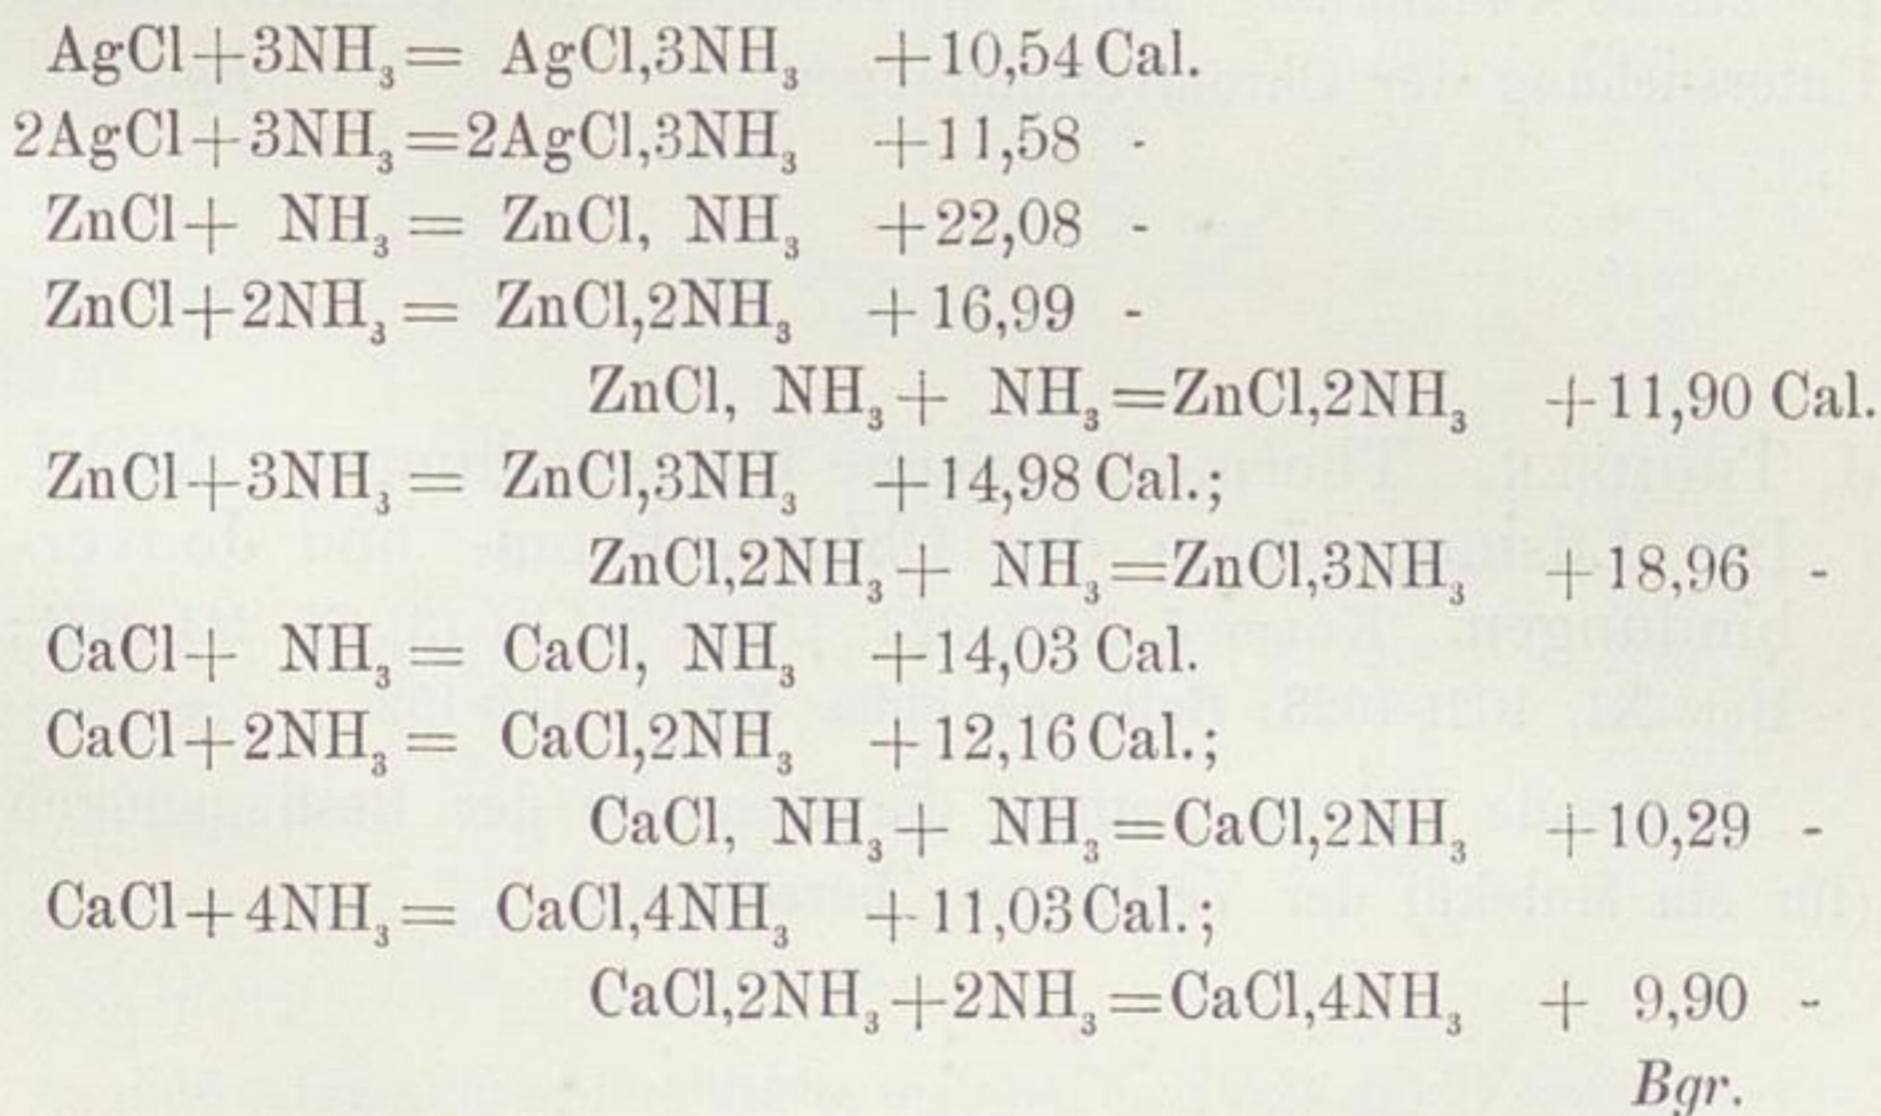 AgCl+3NH₃= AgCl,3NH₃ +10,54 Cal.
2AgCl+3NH₃=2AgCl,3NH₃ +11,58 -
ZnCl+ NH₃= ZnCl, NH₃ +22,08 -
ZnCl+2NH₃= ZnCl,2NH₃ +16,99 -
ZnCl, NH₃+ NH₃=ZnCl,2NH₃ +11,90 Cal.
ZnCl+3NH₃= ZnCl,3NH₃ +14,98 Cal.;
ZnCl,2NH₃+ NH₃=ZnCl,3NH₃ +18,96 -
CaCl+ NH₃= CaCl, NH₃ +14,03 Cal.
CaCl+2NH₃= CaCl,2NH₃ +12,16 Cal.;
CaCl, NH₃+ NH₃=CaCl,2NH₃ +10,29 -
CaCl+4NH₃= CaCl,4NH₃ +11,03 Cal.;
CaCl,2NH₃+2NH₃=CaCl,4NH₃ + 9,90 -
Bgr.